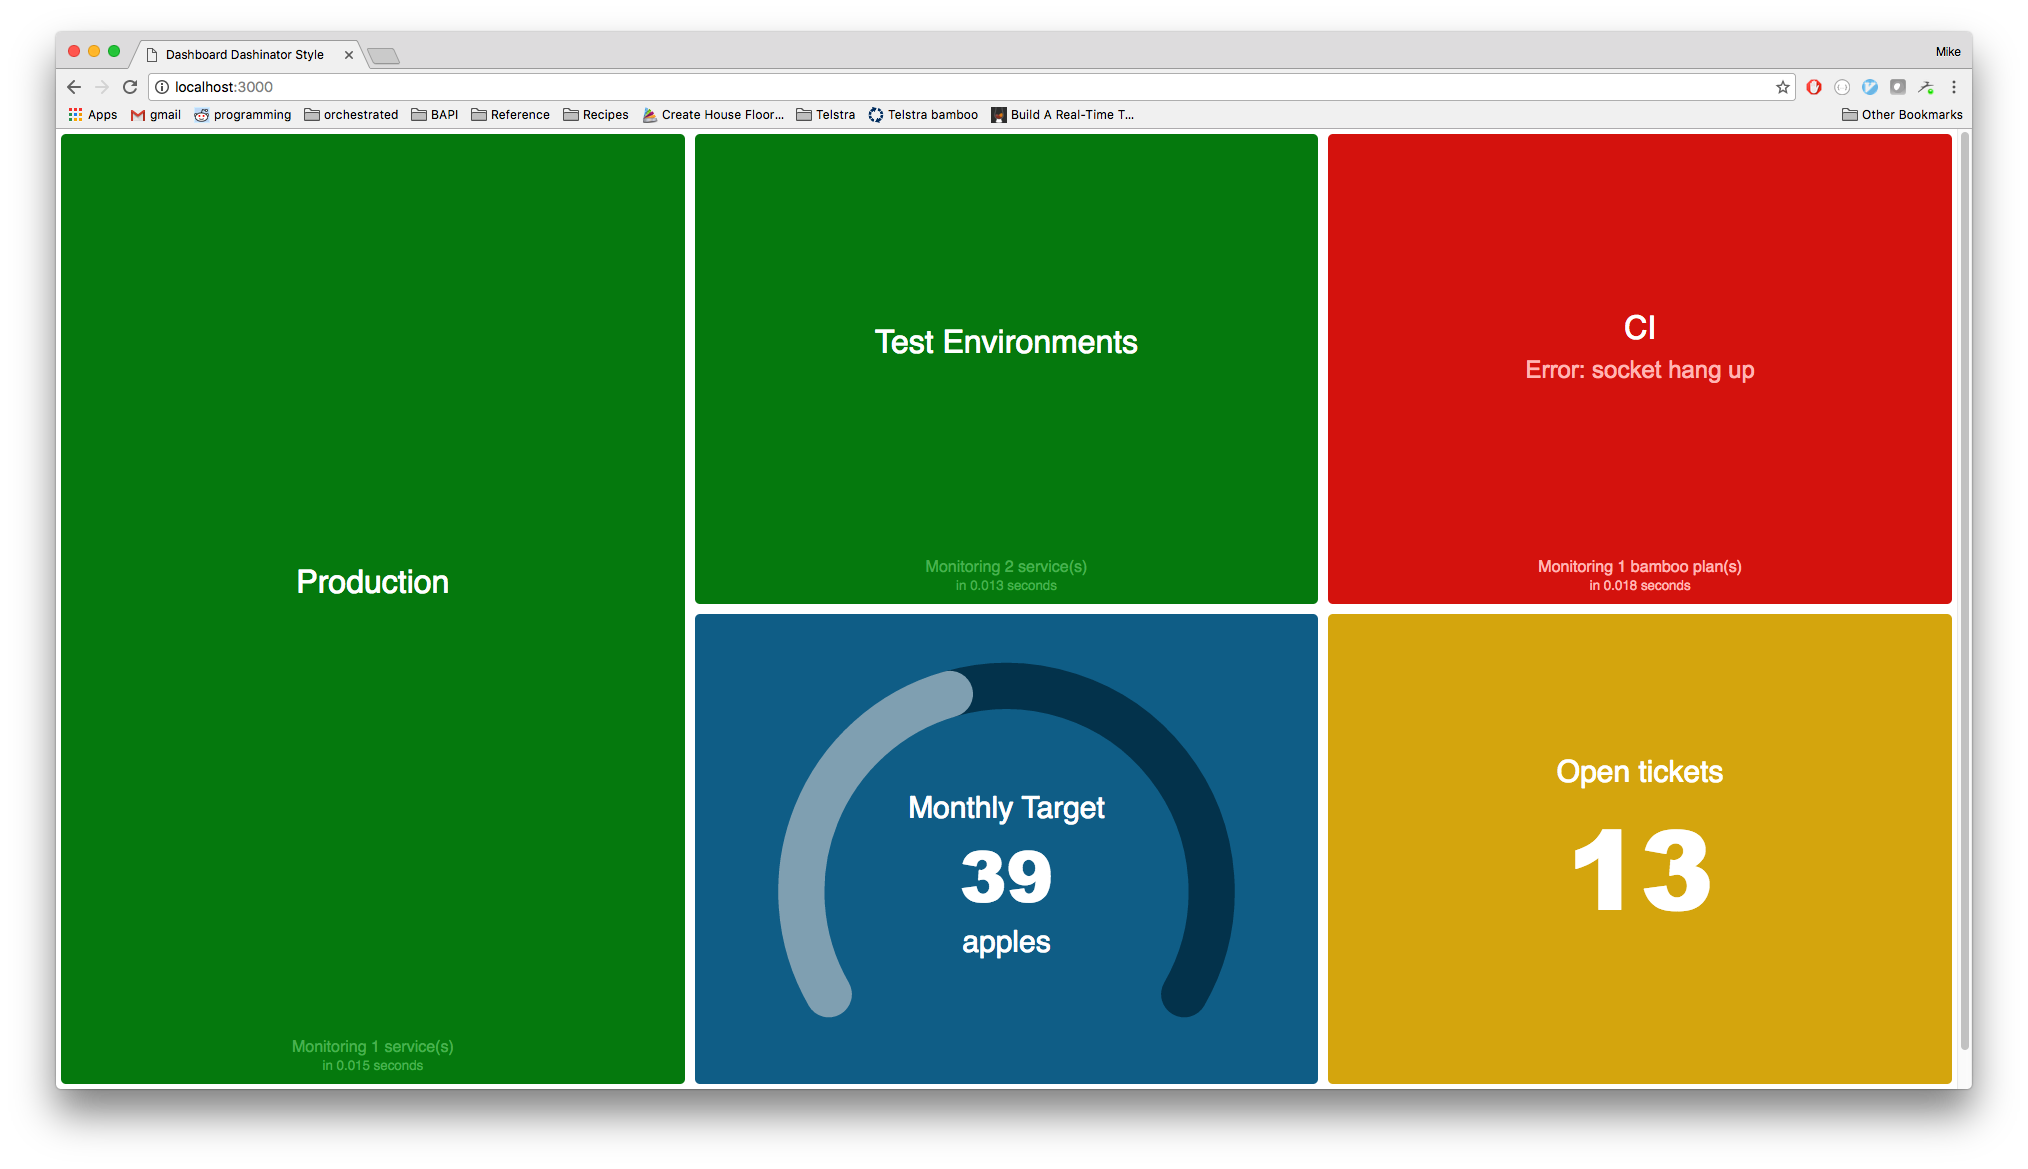 Dashboard Dashinator Style
Mike
localhost:3000
Apps gmail programming orchestrated BAPI Reference Recipes Create House Floor... Telstra Telstra bamboo Build A Real-Time T... Other Bookmarks
Production
Monitoring 1 service(s)
in 0.015 seconds
Test Environments
Monitoring 2 service(s)
in 0.013 seconds
CI
Error: socket hang up
Monitoring 1 bamboo plan(s)
in 0.018 seconds
Monthly Target
39
apples
Open tickets
13